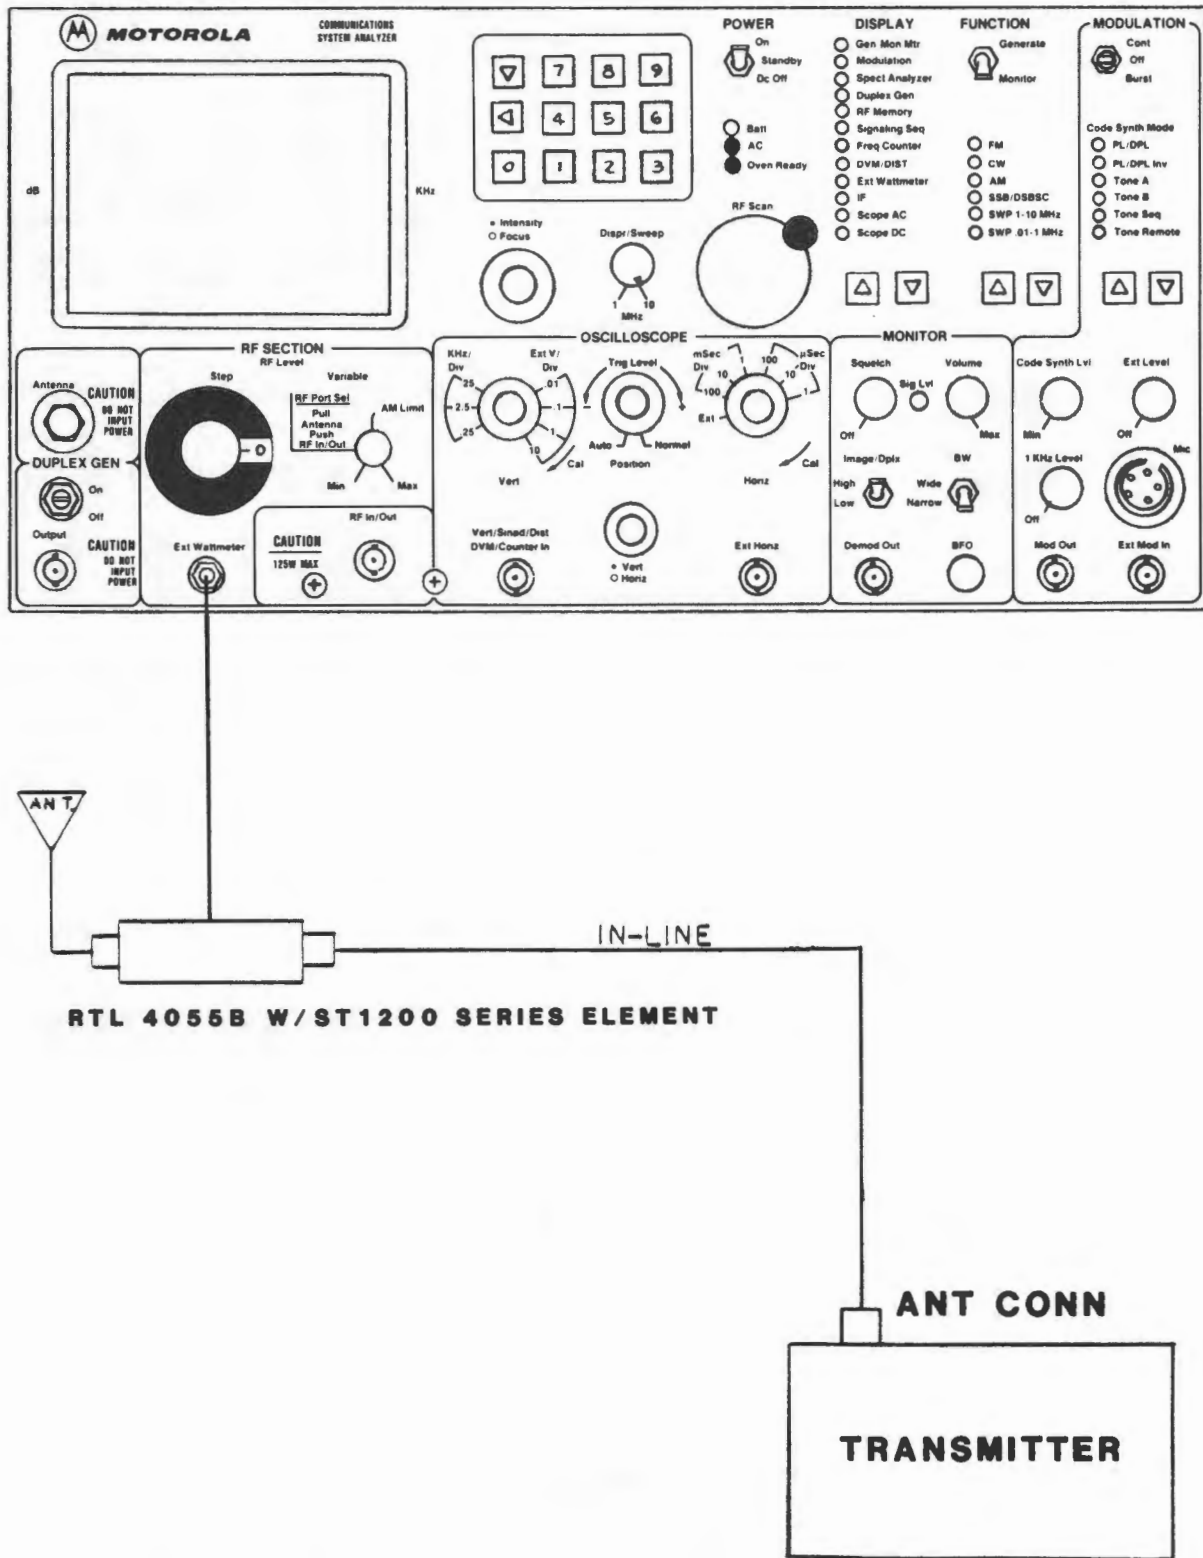 MOTOROLA
COMMUNICATIONS
SYSTEM ANALYZER
dB
KHz
7 8 9
4 5 6
0 1 2 3
Intensity
Focus
Dispr/Sweep
1 10
MHz
POWER
On
Standby
Dc Off
Batt
AC
Oven Ready
RF Scan
DISPLAY
Gen Mon Mtr
Modulation
Spect Analyzer
Duplex Gen
RF Memory
Signaling Seq
Freq Counter
DVM/DIST
Ext Wattmeter
IF
Scope AC
Scope DC
FUNCTION
Generate
Monitor
FM
CW
AM
SSB/DSBSC
SWP 1-10 MHz
SWP .01-1 MHz
MODULATION
Cont
Off
Burst
Code Synth Mode
PL/DPL
PL/DPL Inv
Tone A
Tone B
Tone Seq
Tone Remote
Antenna
CAUTION
DO NOT
INPUT
POWER
DUPLEX GEN
On
Off
Output
CAUTION
DO NOT
INPUT
POWER
RF SECTION
RF Level
Step
Variable
0
RF Port Sel
Pull
Antenna
Push
RF In/Out
AM Limit
Min
Max
Ext Wattmeter
CAUTION
125W MAX
RF In/Out
OSCILLOSCOPE
KHz/
Div
.25
2.5
25
Ext V/
Div
.01
.1
1
10
Cal
Vert
Trig Level
Auto
Normal
Position
Vert
Horiz
mSec
Div
1
10
100
Ext
µSec
Div
100
10
1
Cal
Horiz
Vert/Sinad/Dist
DVM/Counter In
Ext Horiz
MONITOR
Squelch
Off
Sig Lvl
Volume
Max
Image/Dplx
High
Low
BW
Wide
Narrow
Demod Out
BFO
Code Synth Lvl
Min
Ext Level
Off
1 KHz Level
Off
Mic
Mod Out
Ext Mod In
ANT.
IN-LINE
RTL 4055B W/ST1200 SERIES ELEMENT
ANT CONN
TRANSMITTER